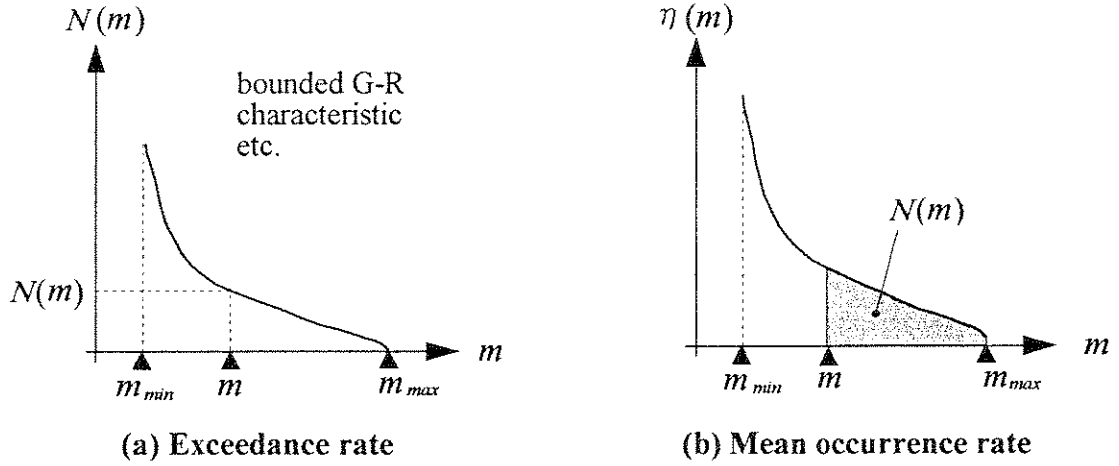 N(m)
bounded G-R
characteristic
etc.
N(m)
m
m_min
m
m_max
(a) Exceedance rate
η(m)
N(m)
m
m_min
m
m_max
(b) Mean occurrence rate